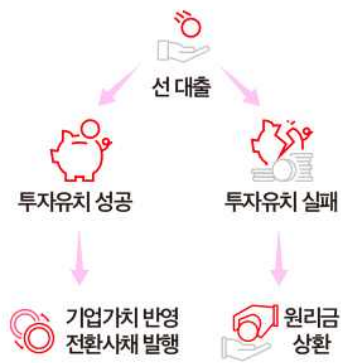 선 대출
투자유치 성공
투자유치 실패
기업가치 반영
전환사채 발행
원리금
상환